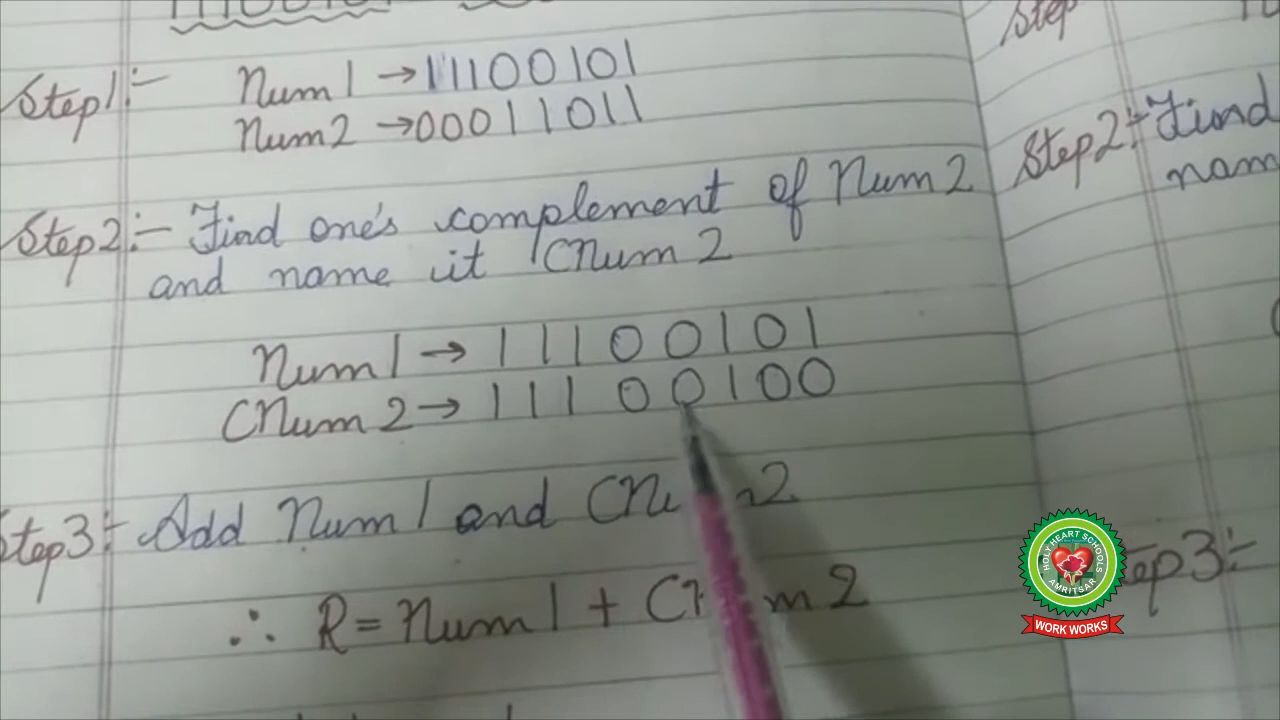 Step1:- Num1 → 11100101
Num2 → 00011011
Step2:- Find one's complement of Num2
and name it CNum2
Num1 → 11100101
CNum2 → 11100100
Step3:- Add Num1 and
∴ R = Num1 +
Step
Step2:- Find
nam
Step3:-
HOLY HEART SCHOOLS
AMRITSAR
WORK WORKS